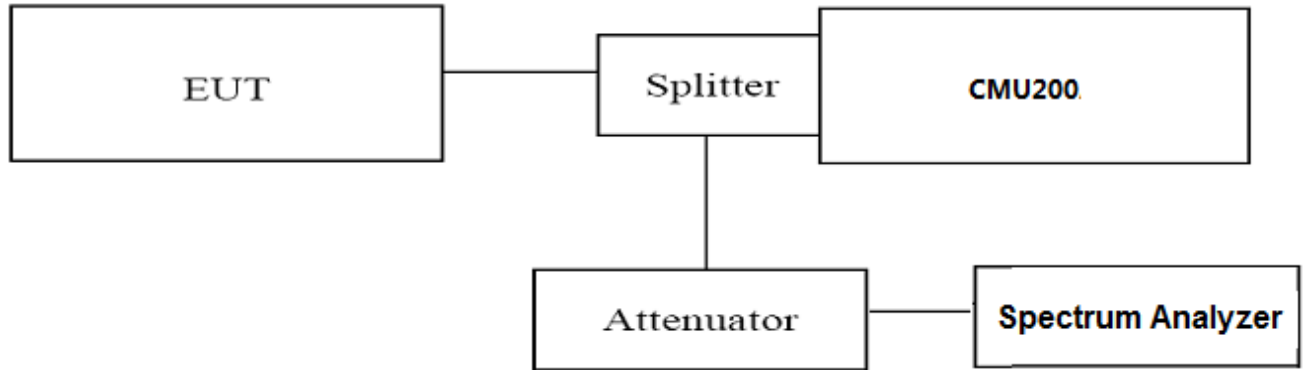 EUT
Splitter
CMU200.
Attenuator
Spectrum Analyzer